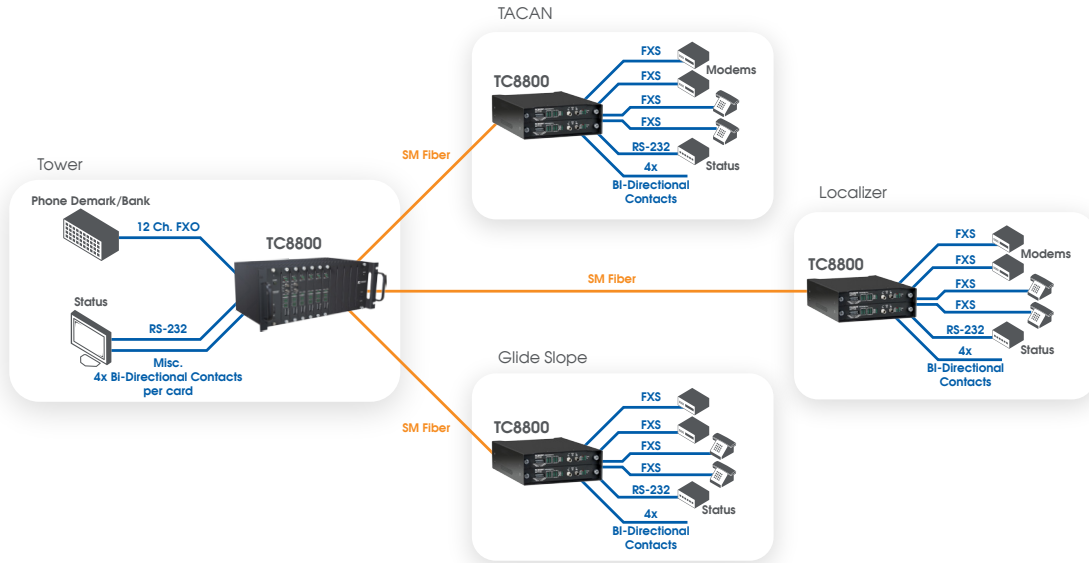 TACAN
TC8800
FXS
FXS
FXS
FXS
RS-232
4x
BI-Directional
Contacts
Modems
Status
SM Fiber
Tower
Phone Demark/Bank
12 Ch. FXO
TC8800
Status
RS-232
Misc.
4x Bi-Directional Contacts
per card
SM Fiber
Localizer
TC8800
FXS
FXS
FXS
FXS
RS-232
4x
BI-Directional
Contacts
Modems
Status
SM Fiber
Glide Slope
TC8800
FXS
FXS
FXS
FXS
RS-232
4x
BI-Directional
Contacts
Status